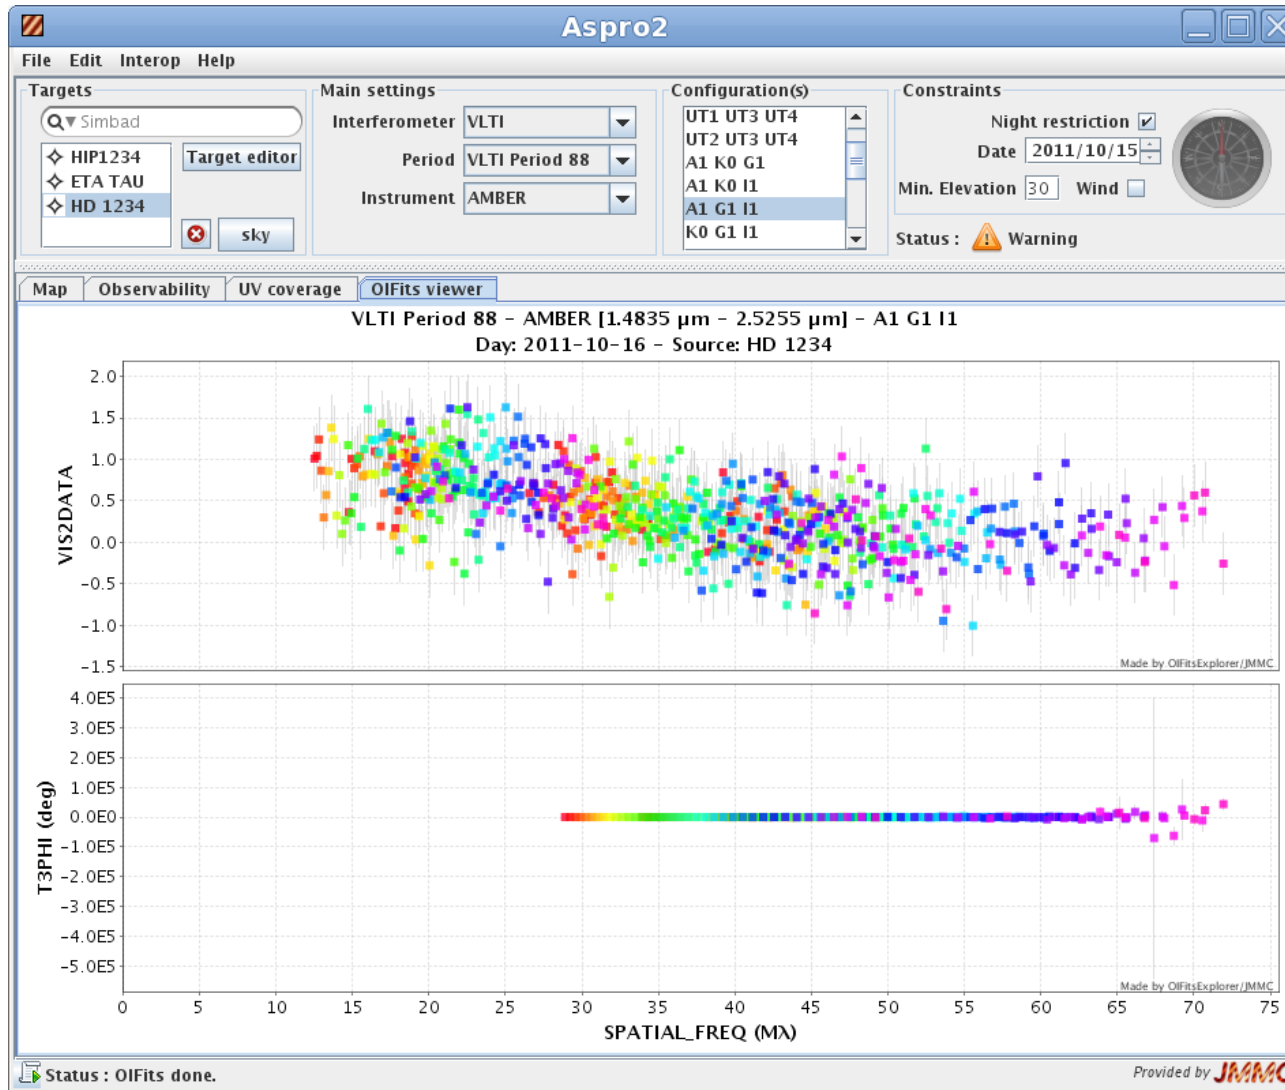 Aspro2
File Edit Interop Help
Targets
Simbad
HIP1234
ETA TAU
HD 1234
Target editor
sky
Main settings
Interferometer VLTI
Period VLTI Period 88
Instrument AMBER
Configuration(s)
UT1 UT3 UT4
UT2 UT3 UT4
A1 K0 G1
A1 K0 I1
A1 G1 I1
K0 G1 I1
Constraints
Night restriction
Date 2011/10/15
Min. Elevation 30 Wind
Status : Warning
Map Observability UV coverage OIFits viewer
VLTI Period 88 - AMBER [1.4835 µm - 2.5255 µm] - A1 G1 I1
Day: 2011-10-16 - Source: HD 1234
VIS2DATA
2.0
1.5
1.0
0.5
0.0
-0.5
-1.0
-1.5
Made by OIFitsExplorer/JMMC
T3PHI (deg)
4.0E5
3.0E5
2.0E5
1.0E5
0.0E0
-1.0E5
-2.0E5
-3.0E5
-4.0E5
-5.0E5
Made by OIFitsExplorer/JMMC
0 5 10 15 20 25 30 35 40 45 50 55 60 65 70 75
SPATIAL_FREQ (Mλ)
Status : OIFits done.
Provided by JMMC